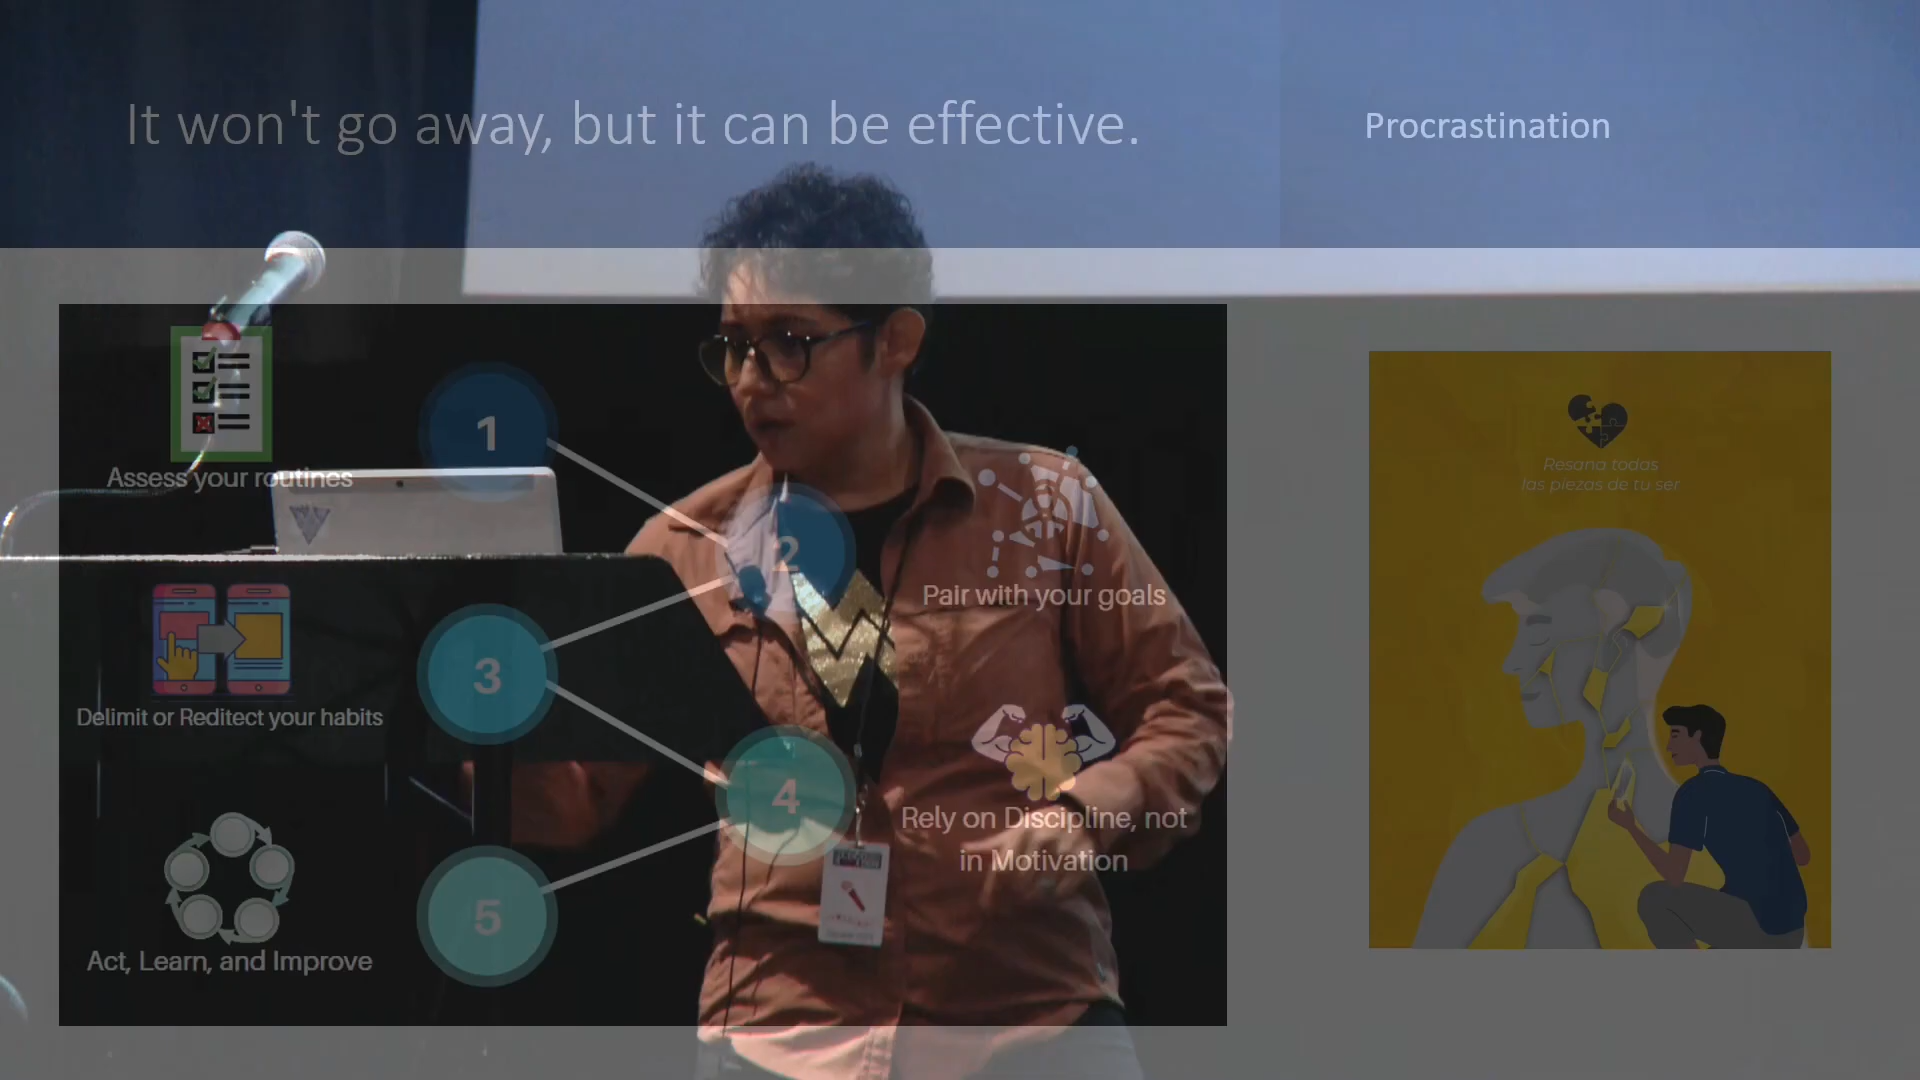 It won't go away, but it can be effective.
Procrastination
Assess your routines
1
2
Pair with your goals
3
Delimit or Reditect your habits
4
Rely on Discipline, not
in Motivation
5
Act, Learn, and Improve
Resana todas
las piezas de tu ser